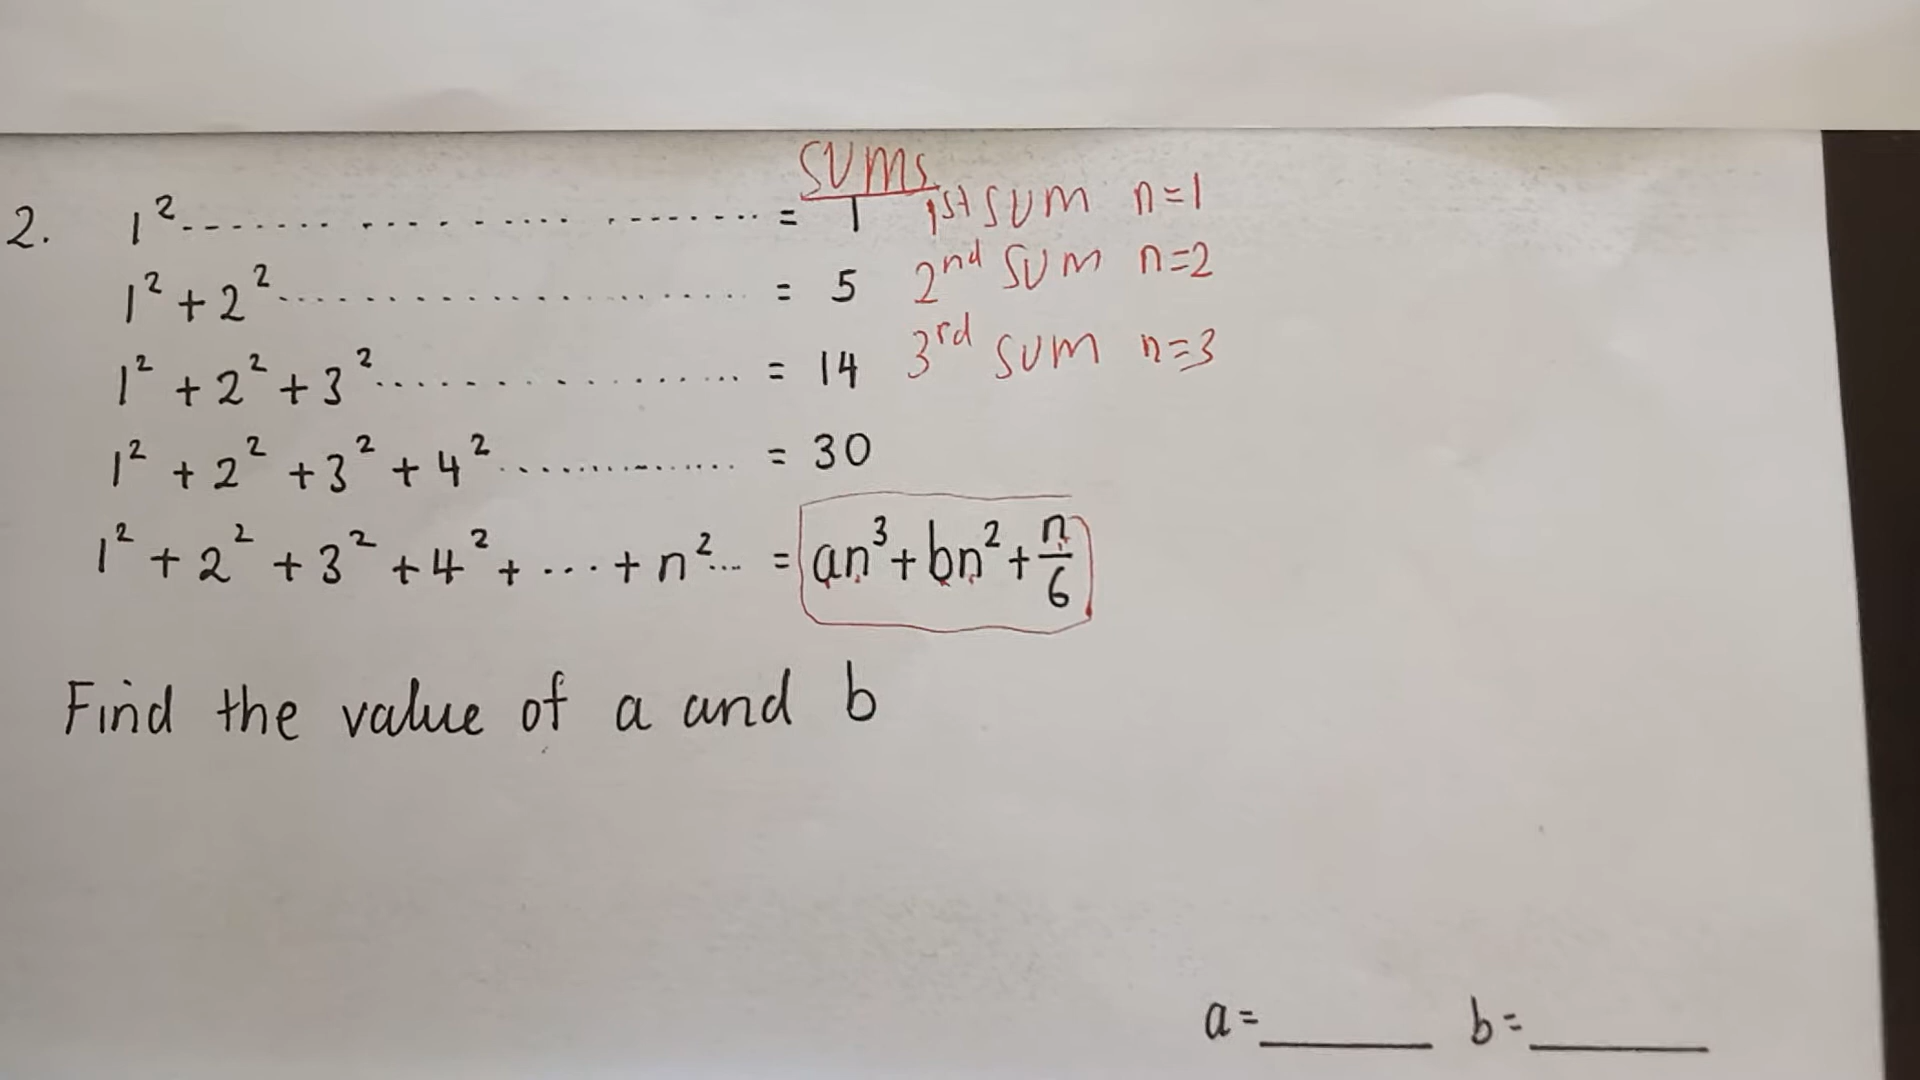 SUMS
2. 1² ........................ = 1 1st SUM n=1
1² + 2² ........................ = 5 2nd SUM n=2
1² + 2² + 3² .................. = 14 3rd SUM n=3
1² + 2² + 3² + 4² ............... = 30
1² + 2² + 3² + 4² + ... + n² ... = an³ + bn² + n/6
Find the value of a and b
a = ______ b = ______